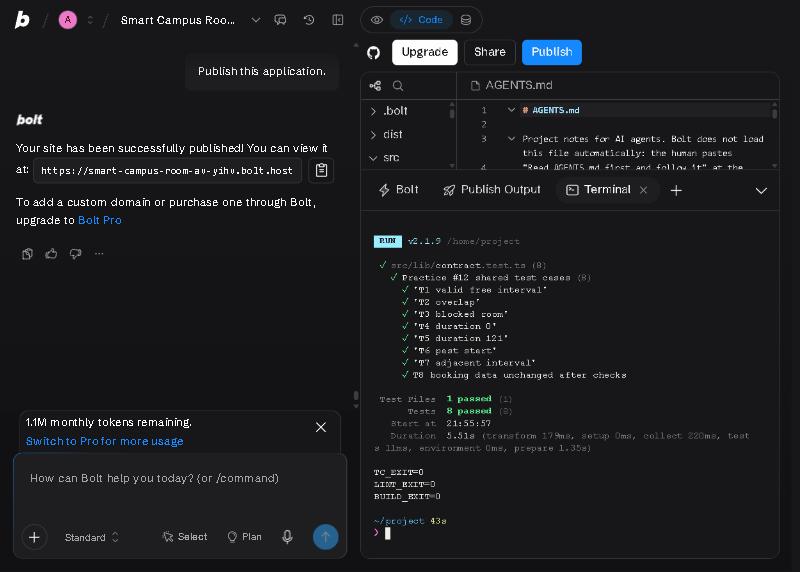 b / A / Smart Campus Roo...
Code
Upgrade
Share
Publish
Publish this application.
bolt
Your site has been successfully published! You can view it
at: https://smart-campus-room-av-yihv.bolt.host
To add a custom domain or purchase one through Bolt,
upgrade to Bolt Pro
1.1M monthly tokens remaining.
Switch to Pro for more usage
How can Bolt help you today? (or /command)
Standard
Select
Plan
.bolt
dist
src
AGENTS.md
1 # AGENTS.md
2
3 Project notes for AI agents. Bolt does not load
this file automatically: the human pastes
4 "Read AGENTS.md first and follow it" at the
Bolt
Publish Output
Terminal
RUN v2.1.9 /home/project
✓ src/lib/contract.test.ts (8)
✓ Practice #12 shared test cases (8)
✓ 'T1 valid free interval'
✓ 'T2 overlap'
✓ 'T3 blocked room'
✓ 'T4 duration 0'
✓ 'T5 duration 121'
✓ 'T6 past start'
✓ 'T7 adjacent interval'
✓ T8 booking data unchanged after checks
Test Files 1 passed (1)
Tests 8 passed (8)
Start at 21:55:57
Duration 5.51s (transform 179ms, setup 0ms, collect 220ms, test
s 11ms, environment 0ms, prepare 1.35s)
TC_EXIT=0
LINT_EXIT=0
BUILD_EXIT=0
~/project 43s
❯